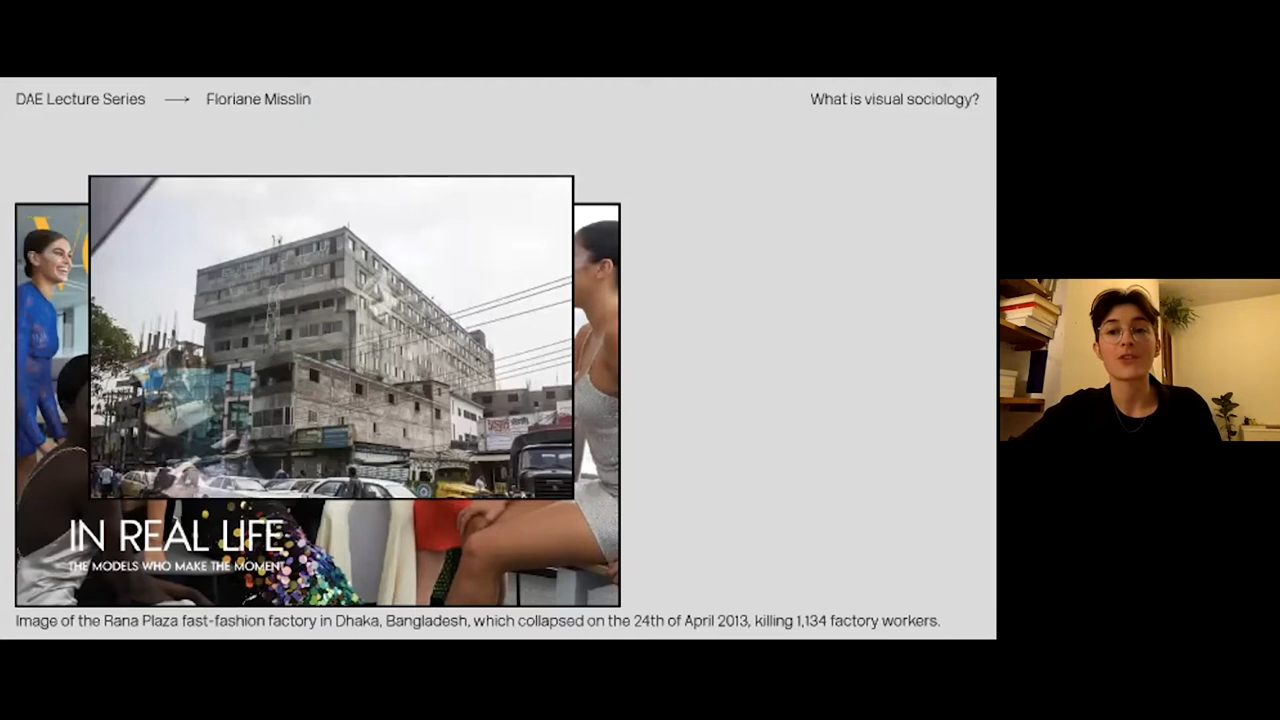 DAE Lecture Series → Floriane Misslin
What is visual sociology?
IN REAL LIFE
THE MODELS WHO MAKE THE MOMENT
Image of the Rana Plaza fast-fashion factory in Dhaka, Bangladesh, which collapsed on the 24th of April 2013, killing 1,134 factory workers.